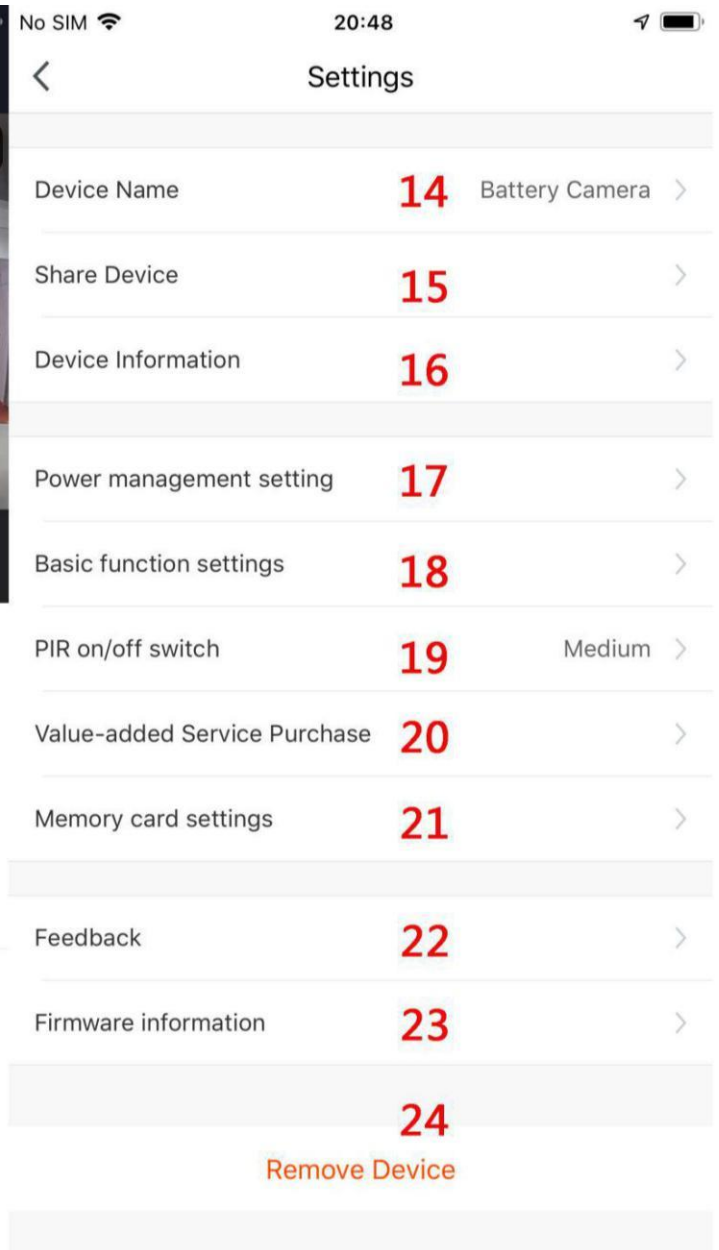 No SIM 20:48
Settings
Device Name 14 Battery Camera
Share Device 15
Device Information 16
Power management setting 17
Basic function settings 18
PIR on/off switch 19 Medium
Value-added Service Purchase 20
Memory card settings 21
Feedback 22
Firmware information 23
24
Remove Device